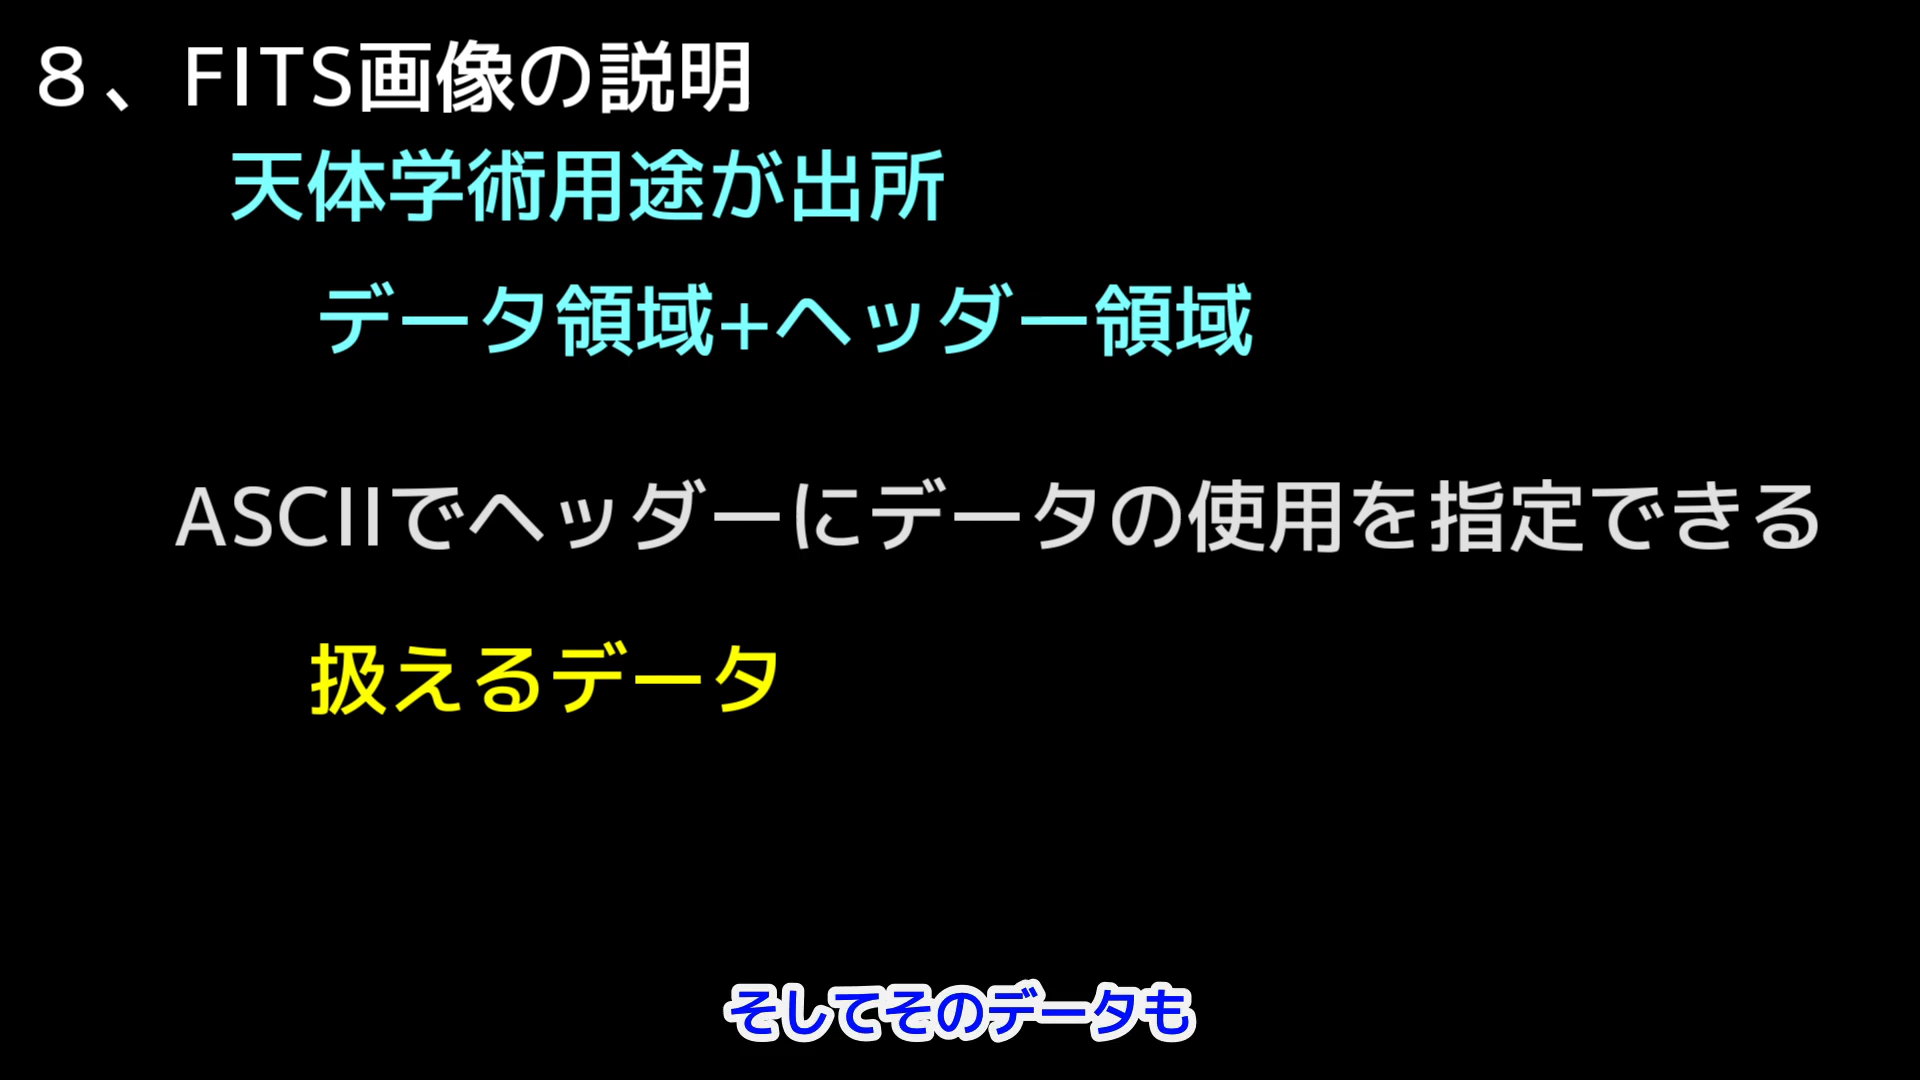 ８、FITS画像の説明
天体学術用途が出所
データ領域+ヘッダー領域
ASCIIでヘッダーにデータの使用を指定できる
扱えるデータ
そしてそのデータも